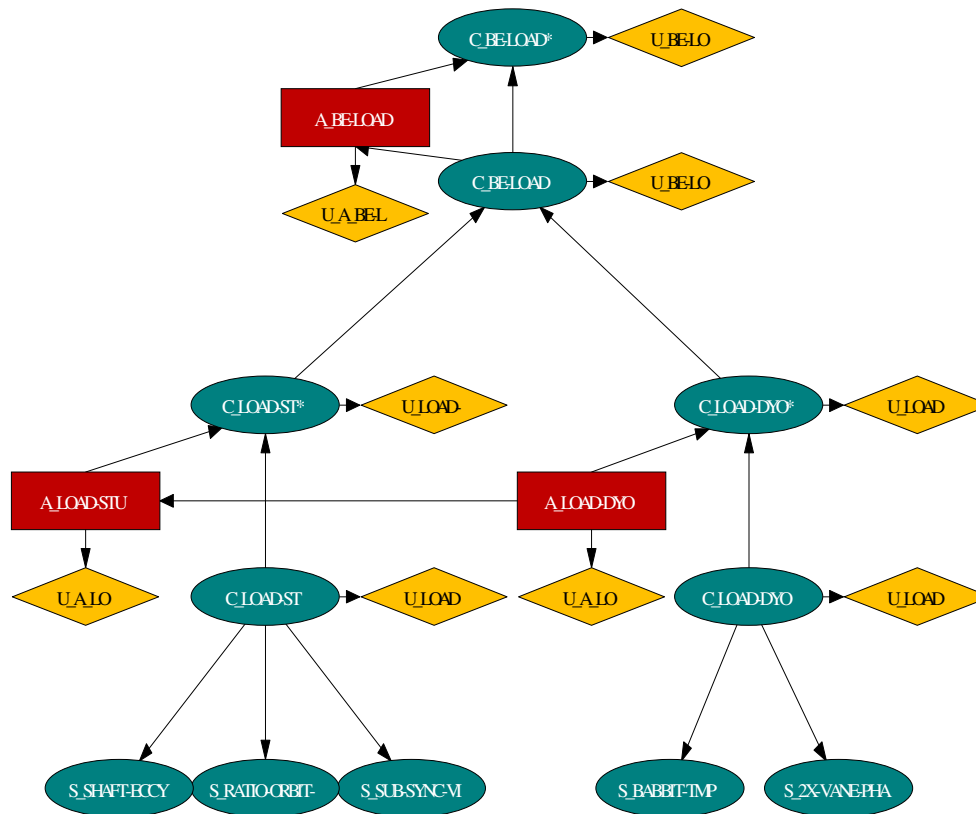 C_BE-LOAD*
U_BE-LO
A_BE-LOAD
C_BE-LOAD
U_BE-LO
U_A_BE-L
C_LOAD-ST*
U_LOAD-
C_LOAD-DYO*
U_LOAD
A_LOAD-STU
A_LOAD-DYO
U_A_LO
C_LOAD-ST
U_LOAD
U_A_LO
C_LOAD-DYO
U_LOAD
S_SHAFT-ECCY
S_RATIO-ORBIT-
S_SUB-SYNC-VI
S_BABBIT-TMP
S_2X-VANE-PHA